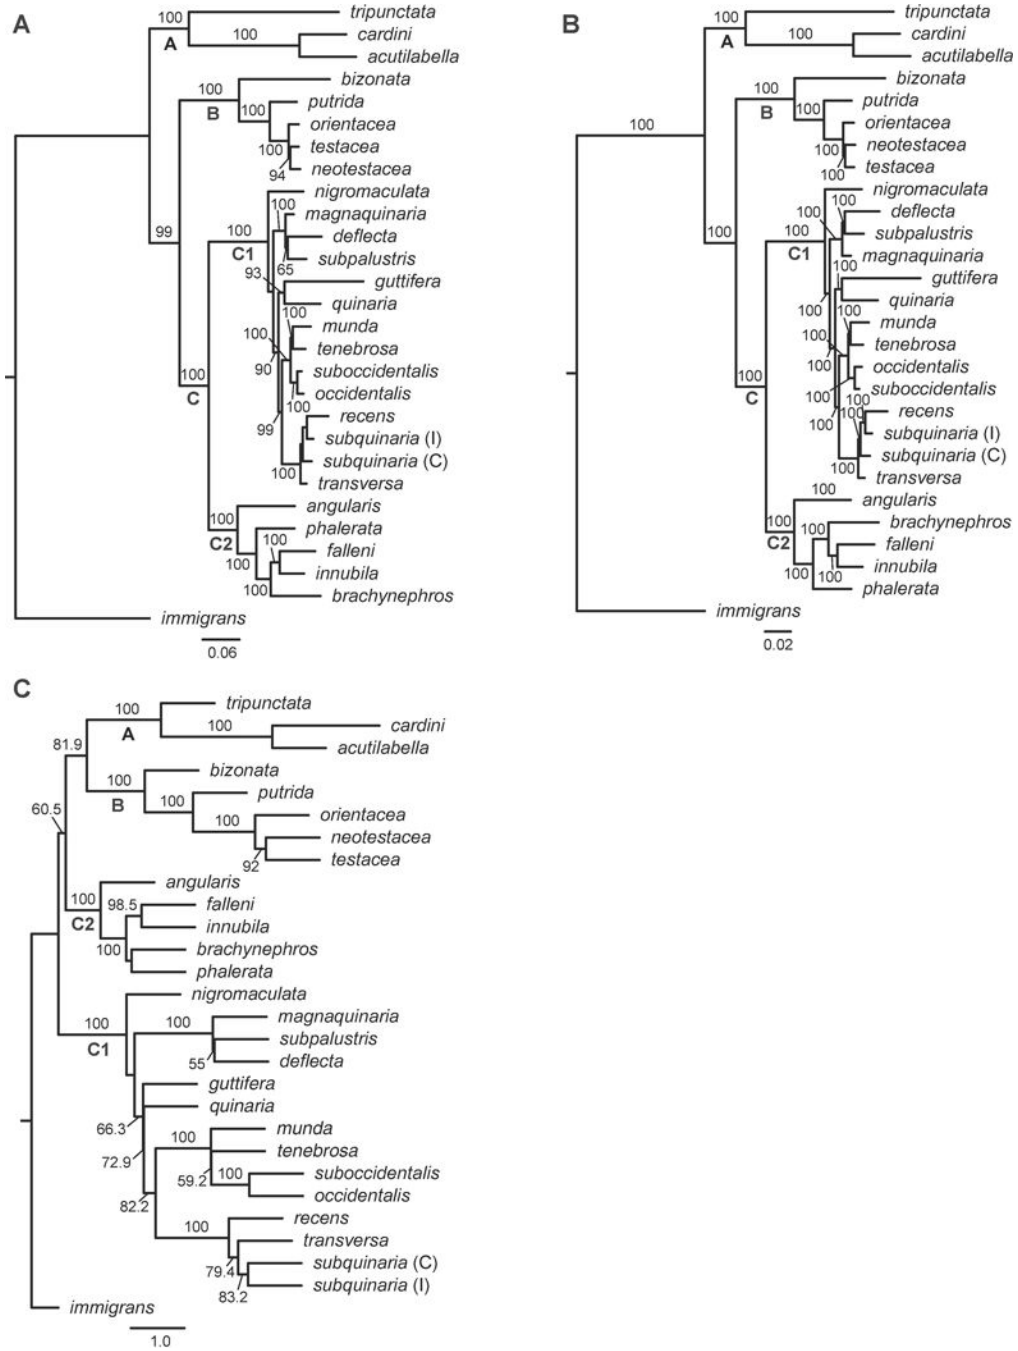 A
100
tripunctata
A
100
cardini
acutilabella
100
bizonata
B
100
putrida
orientacea
100
testacea
94
neotestacea
nigromaculata
100
magnaquinaria
99
100
deflecta
C1
65
subpalustris
93
guttifera
quinaria
100
munda
100
tenebrosa
90
suboccidentalis
100
C
100
occidentalis
99
recens
subquinaria (I)
100
subquinaria (C)
transversa
100
angularis
C2
phalerata
100
100
falleni
innubila
100
brachynephros
immigrans
0.06
B
100
tripunctata
A
100
cardini
acutilabella
100
bizonata
B
100
putrida
100
orientacea
neotestacea
100
testacea
nigromaculata
100
deflecta
100
100
subpalustris
C1
magnaquinaria
100
guttifera
quinaria
100
100
munda
100
100
tenebrosa
occidentalis
100
C
100
suboccidentalis
100
100
recens
100
100
subquinaria (I)
subquinaria (C)
100
transversa
100
100
angularis
C2
100
brachynephros
falleni
100
100
innubila
phalerata
immigrans
0.02
C
100
tripunctata
A
100
cardini
81.9
acutilabella
100
bizonata
B
100
putrida
60.5
100
orientacea
neotestacea
92
testacea
angularis
100
98.5
falleni
C2
innubila
100
brachynephros
phalerata
nigromaculata
100
C1
100
magnaquinaria
subpalustris
55
deflecta
guttifera
quinaria
66.3
100
munda
72.9
tenebrosa
59.2
100
suboccidentalis
82.2
occidentalis
100
recens
transversa
79.4
subquinaria (C)
83.2
subquinaria (I)
immigrans
1.0